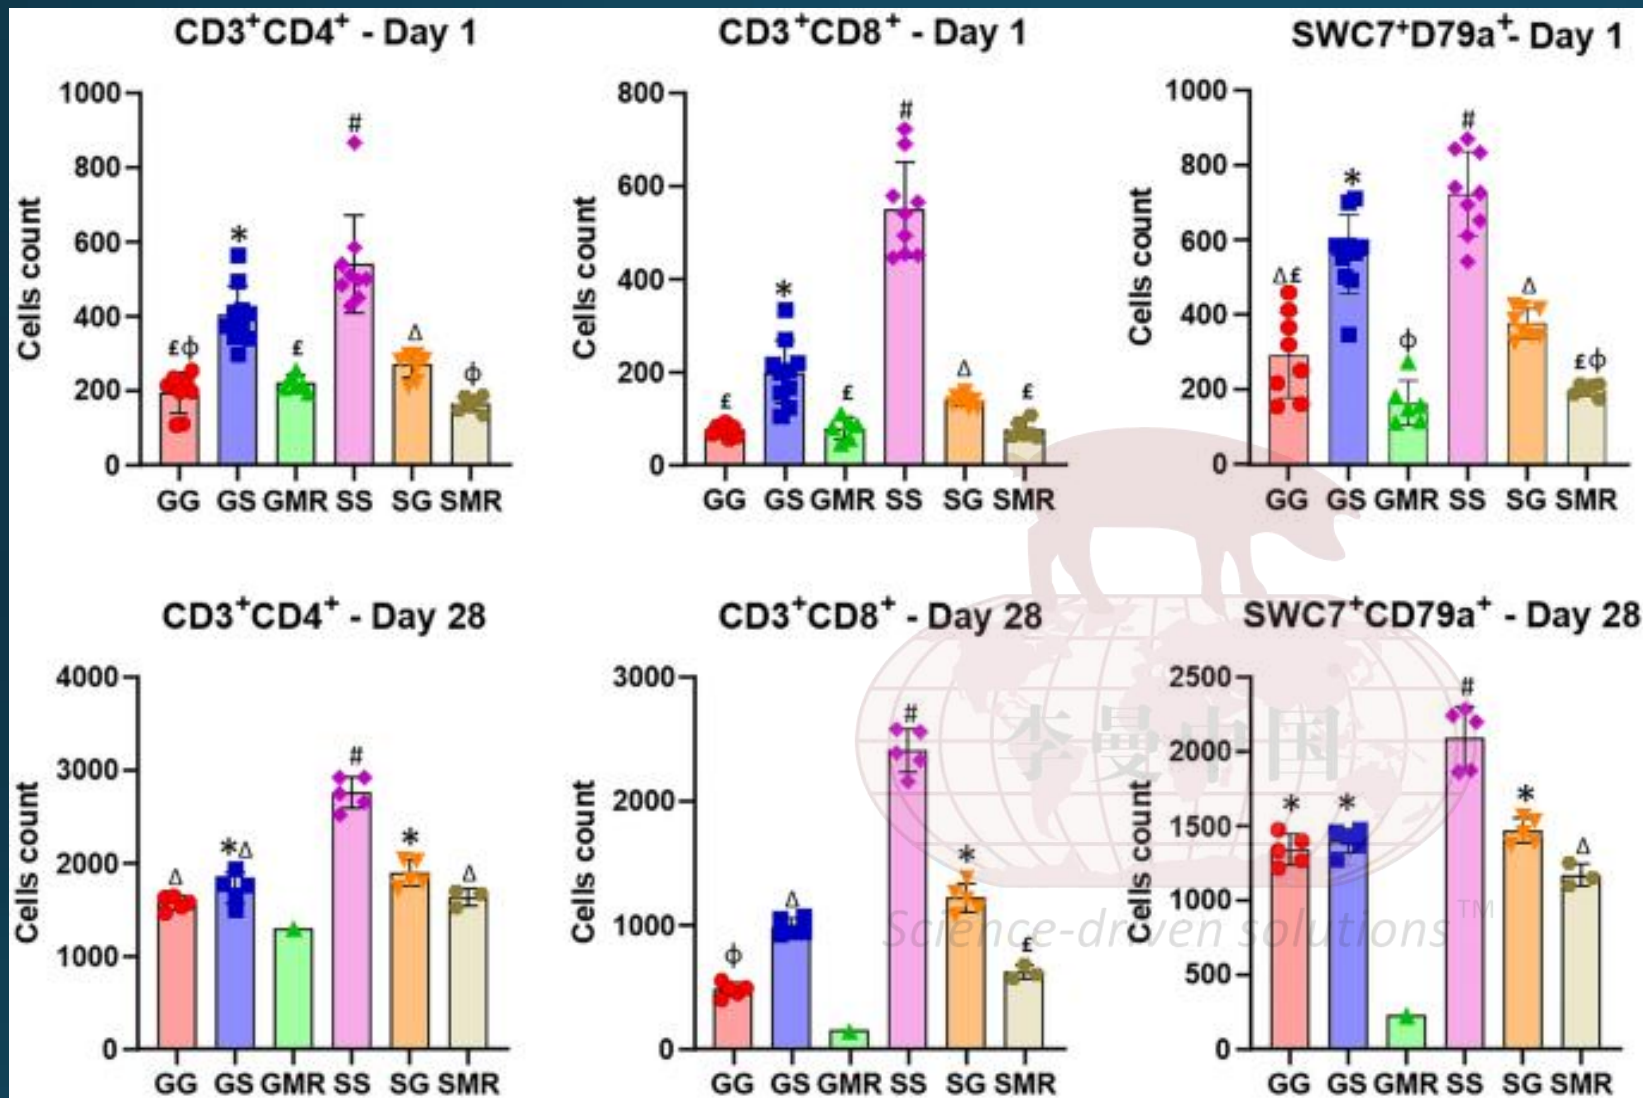 CD3⁺CD4⁺ - Day 1
Cells count
1000
800
600
400
200
0
£ϕ
*
£
#
Δ
ϕ
GG GS GMR SS SG SMR
CD3⁺CD8⁺ - Day 1
Cells count
800
600
400
200
0
£
*
£
#
Δ
£
GG GS GMR SS SG SMR
SWC7⁺D79a⁺- Day 1
Cells count
1000
800
600
400
200
0
Δ£
*
ϕ
#
Δ
£ϕ
GG GS GMR SS SG SMR
CD3⁺CD4⁺ - Day 28
Cells count
4000
3000
2000
1000
0
Δ
*Δ
#
*
Δ
GG GS GMR SS SG SMR
CD3⁺CD8⁺ - Day 28
Cells count
3000
2000
1000
0
ϕ
Δ
#
*
£
GG GS GMR SS SG SMR
SWC7⁺CD79a⁺ - Day 28
Cells count
2500
2000
1500
1000
500
0
*
*
#
*
Δ
GG GS GMR SS SG SMR
李曼中国
Science-driven solutions™